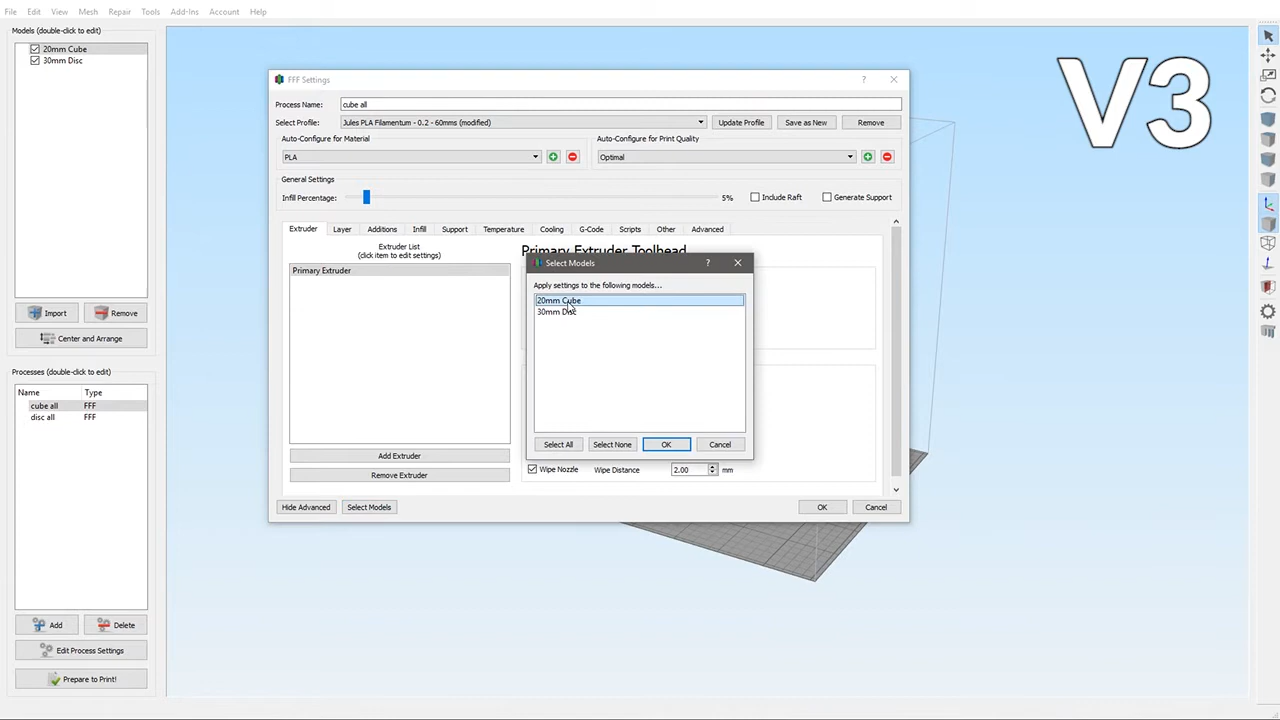 File Edit View Mesh Repair Tools Add-Ins Account Help
Models (double-click to edit)
20mm Cube
30mm Disc
Import Remove
Center and Arrange
Processes (double-click to edit)
Name Type
cube all FFF
disc all FFF
Add Delete
Edit Process Settings
Prepare to Print!
V3
FFF Settings ?
Process Name: cube all
Select Profile: Jules PLA Filamentum - 0.2 - 60mms (modified) Update Profile Save as New Remove
Auto-Configure for Material Auto-Configure for Print Quality
PLA Optimal
General Settings
Infill Percentage: 5% Include Raft Generate Support
Extruder Layer Additions Infill Support Temperature Cooling G-Code Scripts Other Advanced
Extruder List
(click item to edit settings)
Primary Extruder
Primary Extruder Toolhead
Add Extruder
Remove Extruder
Select Models ?
Apply settings to the following models...
20mm Cube
30mm Disc
Select All Select None OK Cancel
Wipe Nozzle Wipe Distance 2.00 mm
Hide Advanced Select Models OK Cancel